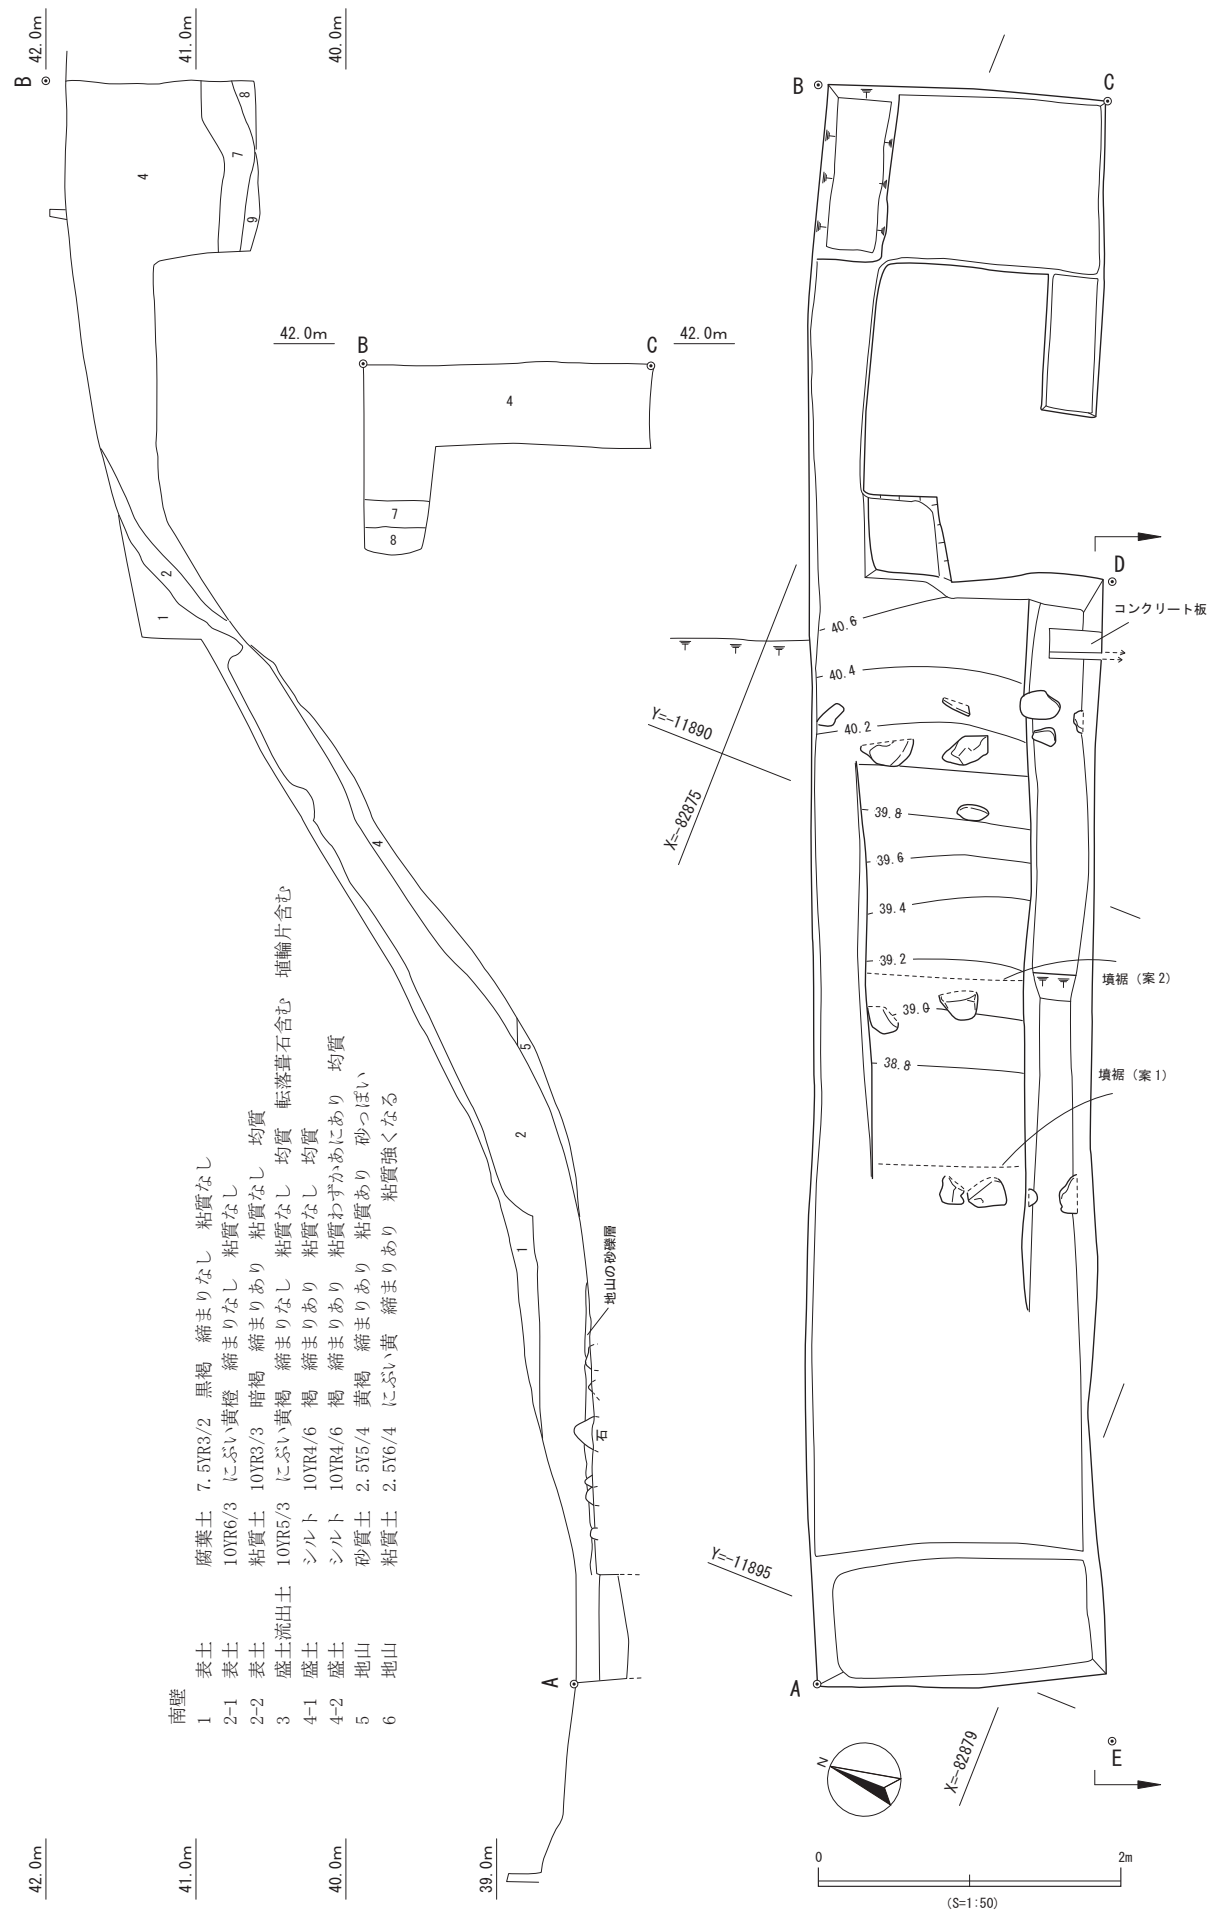 42.0m
41.0m
40.0m
B
8
7
4
9
2
1
4
5
2
1
地山の砂礫層
石
A
42.0m
41.0m
40.0m
39.0m
42.0m
B
C
42.0m
4
7
8
南壁
1 表土 腐葉土 7.5YR3/2 黒褐 締まりなし 粘質なし
2-1 表土 10YR6/3 にぶい黄橙 締まりなし 粘質なし
2-2 表土 粘質土 10YR3/3 暗褐 締まりあり 粘質なし 均質
3 盛土流出土 10YR5/3 にぶい黄褐 締まりなし 粘質なし 均質 転落葺石含む 埴輪片含む
4-1 盛土 シルト 10YR4/6 褐 締まりあり 粘質なし 均質
4-2 盛土 シルト 10YR4/6 褐 締まりあり 粘質わずかあにあり 均質
5 地山 砂質土 2.5Y5/4 黄褐 締まりあり 粘質あり 砂っぽい
6 地山 粘質土 2.5Y6/4 にぶい黄 締まりあり 粘質強くなる
B
C
D
コンクリート板
40.6
40.4
40.2
Y=-11890
X=-82875
39.8
39.6
39.4
39.2
墳裾（案2）
39.0
38.8
墳裾（案1）
Y=-11895
A
E
N
X=-82879
0
2m
(S=1:50)